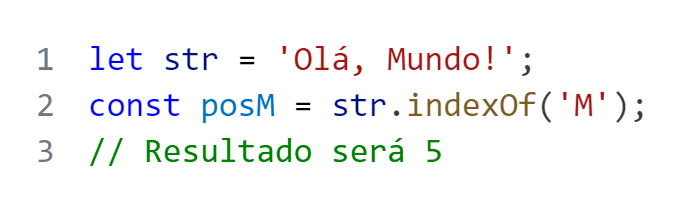 1 let str = 'Olá, Mundo!';
2 const posM = str.indexOf('M');
3 // Resultado será 5